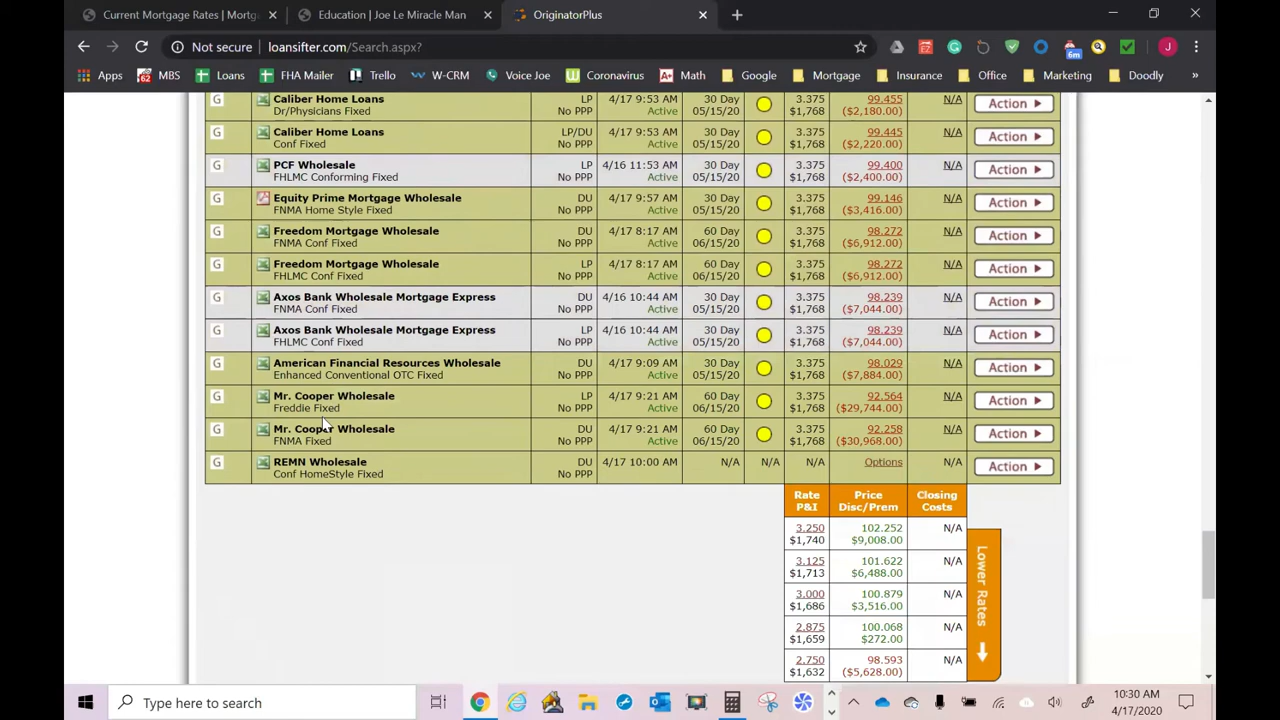 Current Mortgage Rates | Mortg
Education | Joe Le Miracle Man
OriginatorPlus
Not secure
loansifter.com/Search.aspx?
6m
J
Apps
62 MBS
Loans
FHA Mailer
Trello
W-CRM
Voice Joe
Coronavirus
A+ Math
Google
Mortgage
Insurance
Office
Marketing
Doodly
»
G Caliber Home Loans LP 4/17 9:53 AM 30 Day 3.375 99.455 N/A Action
Dr/Physicians Fixed No PPP Active 05/15/20 $1,768 ($2,180.00)
G Caliber Home Loans LP/DU 4/17 9:53 AM 30 Day 3.375 99.445 N/A Action
Conf Fixed No PPP Active 05/15/20 $1,768 ($2,220.00)
G PCF Wholesale LP 4/16 11:53 AM 30 Day 3.375 99.400 N/A Action
FHLMC Conforming Fixed No PPP Active 05/15/20 $1,768 ($2,400.00)
G Equity Prime Mortgage Wholesale DU 4/17 9:57 AM 30 Day 3.375 99.146 N/A Action
FNMA Home Style Fixed No PPP Active 05/15/20 $1,768 ($3,416.00)
G Freedom Mortgage Wholesale DU 4/17 8:17 AM 60 Day 3.375 98.272 N/A Action
FNMA Conf Fixed No PPP Active 06/15/20 $1,768 ($6,912.00)
G Freedom Mortgage Wholesale LP 4/17 8:17 AM 60 Day 3.375 98.272 N/A Action
FHLMC Conf Fixed No PPP Active 06/15/20 $1,768 ($6,912.00)
G Axos Bank Wholesale Mortgage Express DU 4/16 10:44 AM 30 Day 3.375 98.239 N/A Action
FNMA Conf Fixed No PPP Active 05/15/20 $1,768 ($7,044.00)
G Axos Bank Wholesale Mortgage Express LP 4/16 10:44 AM 30 Day 3.375 98.239 N/A Action
FHLMC Conf Fixed No PPP Active 05/15/20 $1,768 ($7,044.00)
G American Financial Resources Wholesale DU 4/17 9:09 AM 30 Day 3.375 98.029 N/A Action
Enhanced Conventional OTC Fixed No PPP Active 05/15/20 $1,768 ($7,884.00)
G Mr. Cooper Wholesale LP 4/17 9:21 AM 60 Day 3.375 92.564 N/A Action
Freddie Fixed No PPP Active 06/15/20 $1,768 ($29,744.00)
G Mr. Cooper Wholesale DU 4/17 9:21 AM 60 Day 3.375 92.258 N/A Action
FNMA Fixed No PPP Active 06/15/20 $1,768 ($30,968.00)
G REMN Wholesale DU 4/17 10:00 AM N/A N/A N/A Options N/A Action
Conf HomeStyle Fixed No PPP
Rate Price Closing
P&I Disc/Prem Costs
3.250 102.252 N/A
$1,740 $9,008.00
3.125 101.622 N/A
$1,713 $6,488.00
3.000 100.879 N/A
$1,686 $3,516.00
2.875 100.068 N/A
$1,659 $272.00
2.750 98.593 N/A
$1,632 ($5,628.00)
Lower Rates
Type here to search
10:30 AM
4/17/2020